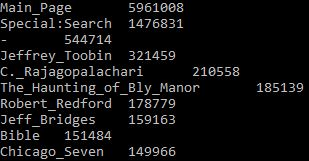 Main_Page 5961008
Special:Search 1476831
- 544714
Jeffrey_Toobin 321459
C._Rajagopalachari 210558
The_Haunting_of_Bly_Manor 185139
Robert_Redford 178779
Jeff_Bridges 159163
Bible 151484
Chicago_Seven 149966